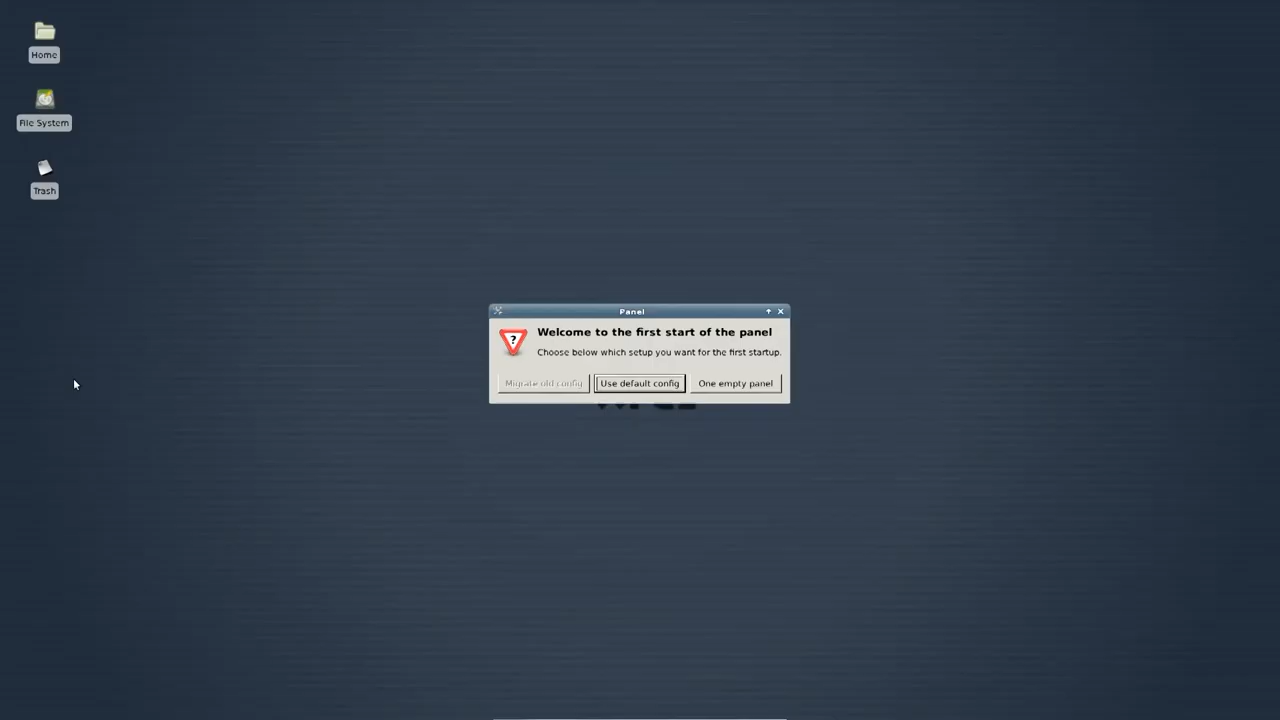 Home
File System
Trash
Panel
Welcome to the first start of the panel
Choose below which setup you want for the first startup.
Migrate old config
Use default config
One empty panel